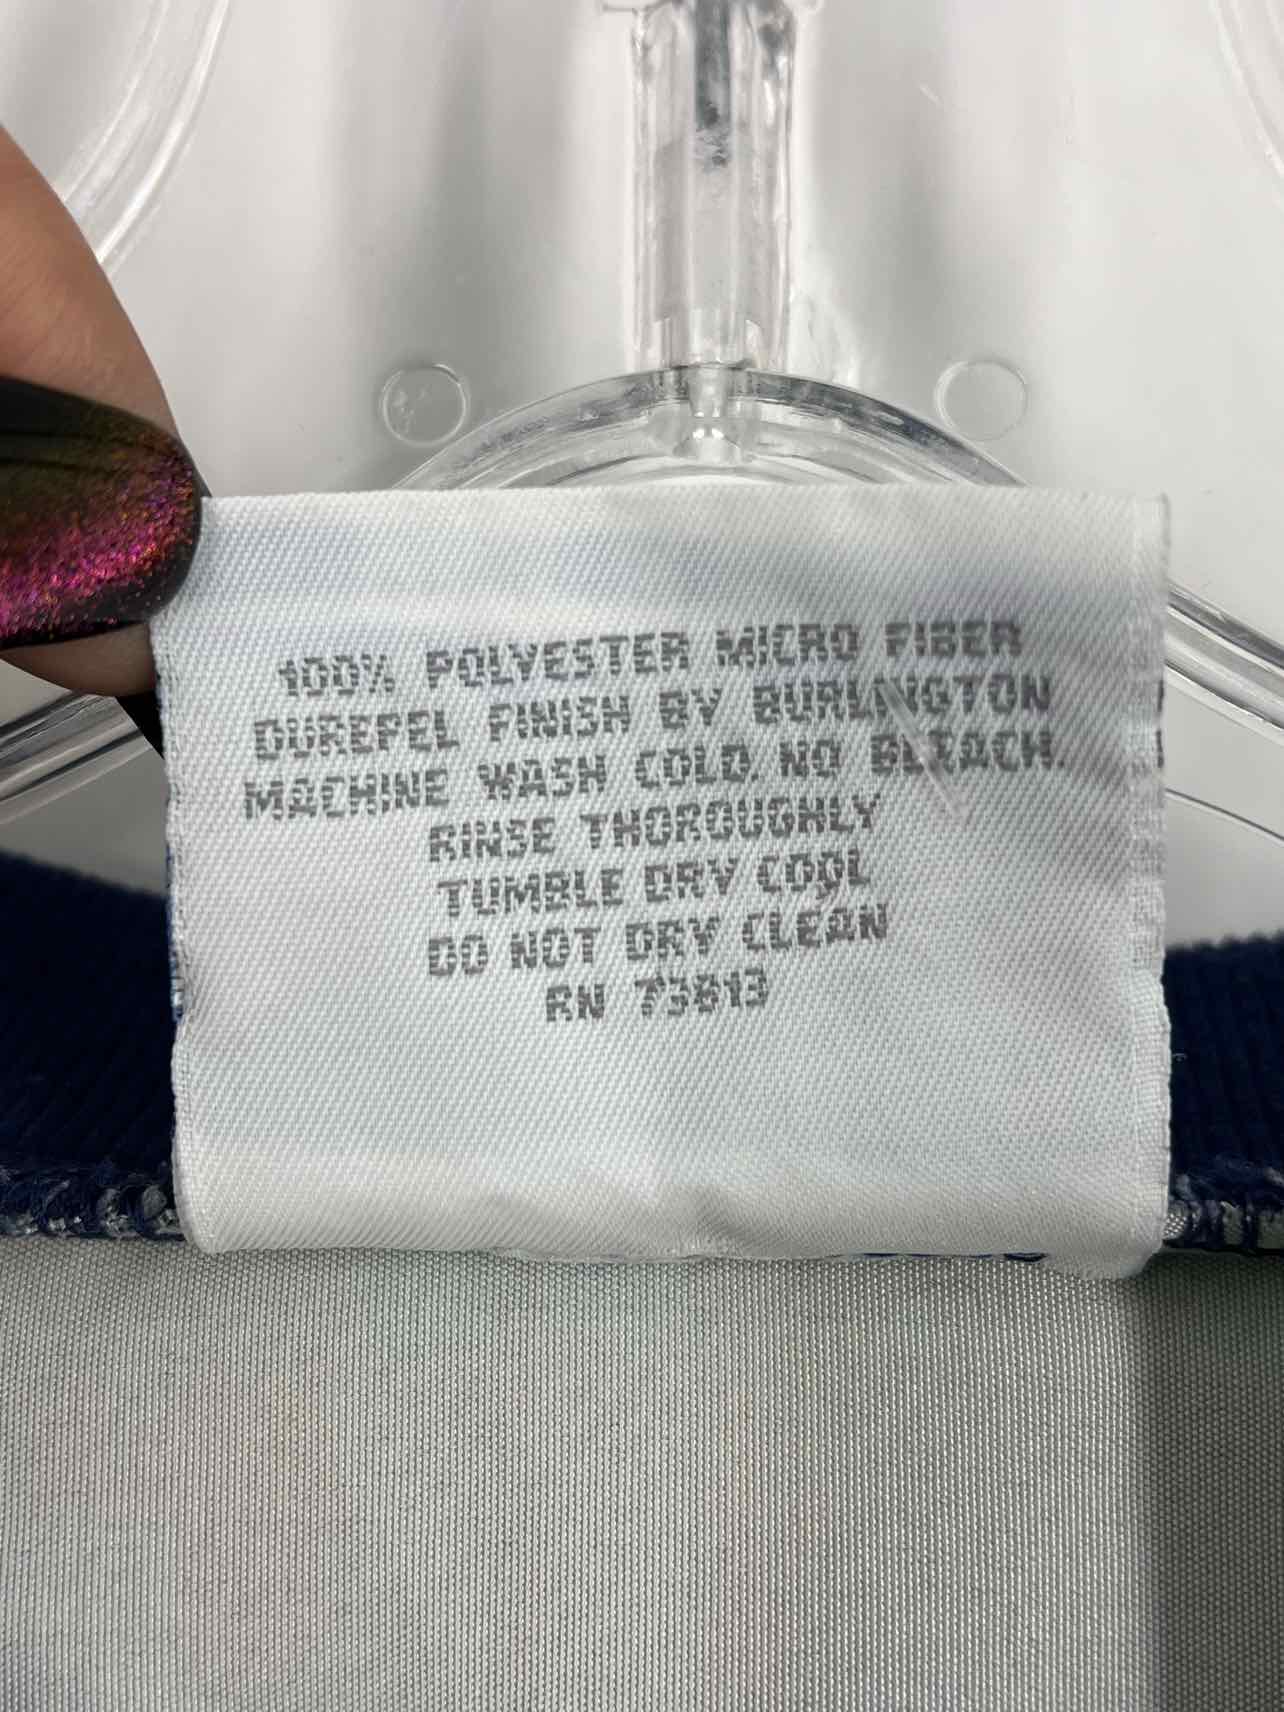 100% POLYESTER MICRO FIBER
DUREPEL FINISH BY BURLINGTON
MACHINE WASH COLD. NO BLEACH.
RINSE THOROUGHLY
TUMBLE DRY COOL
DO NOT DRY CLEAN
RN 73813